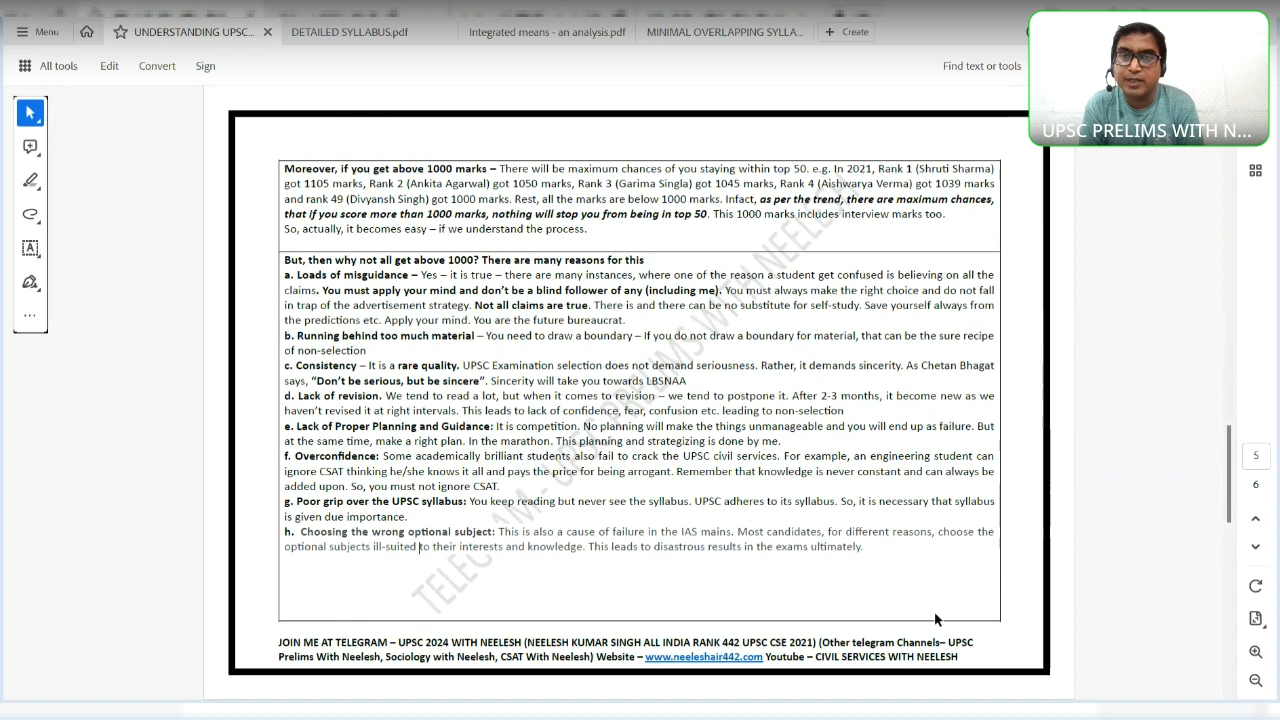 Menu
UNDERSTANDING UPSC...
DETAILED SYLLABUS.pdf
Integrated means - an analysis.pdf
MINIMAL OVERLAPPING SYLLA...
Create
All tools
Edit
Convert
Sign
Find text or tools
UPSC PRELIMS WITH N...
Moreover, if you get above 1000 marks – There will be maximum chances of you staying within top 50. e.g. In 2021, Rank 1 (Shruti Sharma)
got 1105 marks, Rank 2 (Ankita Agarwal) got 1050 marks, Rank 3 (Garima Singla) got 1045 marks, Rank 4 (Aishwarya Verma) got 1039 marks
and rank 49 (Divyansh Singh) got 1000 marks. Rest, all the marks are below 1000 marks. Infact, as per the trend, there are maximum chances,
that if you score more than 1000 marks, nothing will stop you from being in top 50. This 1000 marks includes interview marks too.
So, actually, it becomes easy – if we understand the process.
But, then why not all get above 1000? There are many reasons for this
a. Loads of misguidance – Yes – it is true – there are many instances, where one of the reason a student get confused is believing on all the
claims. You must apply your mind and don't be a blind follower of any (including me). You must always make the right choice and do not fall
in trap of the advertisement strategy. Not all claims are true. There is and there can be no substitute for self-study. Save yourself always from
the predictions etc. Apply your mind. You are the future bureaucrat.
b. Running behind too much material – You need to draw a boundary – If you do not draw a boundary for material, that can be the sure recipe
of non-selection
c. Consistency – It is a rare quality. UPSC Examination selection does not demand seriousness. Rather, it demands sincerity. As Chetan Bhagat
says, "Don't be serious, but be sincere". Sincerity will take you towards LBSNAA
d. Lack of revision. We tend to read a lot, but when it comes to revision – we tend to postpone it. After 2-3 months, it become new as we
haven't revised it at right intervals. This leads to lack of confidence, fear, confusion etc. leading to non-selection
e. Lack of Proper Planning and Guidance: It is competition. No planning will make the things unmanageable and you will end up as failure. But
at the same time, make a right plan. In the marathon. This planning and strategizing is done by me.
f. Overconfidence: Some academically brilliant students also fail to crack the UPSC civil services. For example, an engineering student can
ignore CSAT thinking he/she knows it all and pays the price for being arrogant. Remember that knowledge is never constant and can always be
added upon. So, you must not ignore CSAT.
g. Poor grip over the UPSC syllabus: You keep reading but never see the syllabus. UPSC adheres to its syllabus. So, it is necessary that syllabus
is given due importance.
h. Choosing the wrong optional subject: This is also a cause of failure in the IAS mains. Most candidates, for different reasons, choose the
optional subjects ill-suited to their interests and knowledge. This leads to disastrous results in the exams ultimately.
TELEGRAM - UPSC PRELIMS WITH NEELESH
JOIN ME AT TELEGRAM – UPSC 2024 WITH NEELESH (NEELESH KUMAR SINGH ALL INDIA RANK 442 UPSC CSE 2021) (Other telegram Channels– UPSC
Prelims With Neelesh, Sociology with Neelesh, CSAT With Neelesh) Website – www.neeleshair442.com Youtube – CIVIL SERVICES WITH NEELESH
5
6